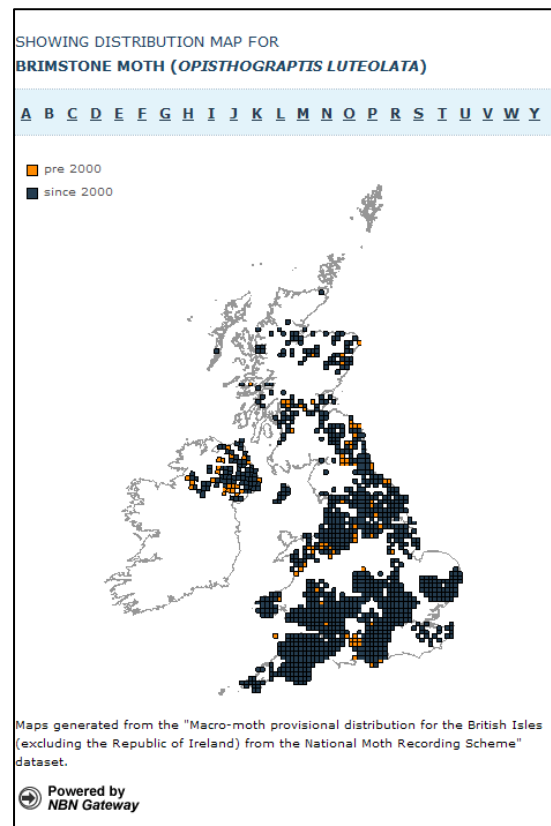 SHOWING DISTRIBUTION MAP FOR
BRIMSTONE MOTH (OPISTHOGRAPTIS LUTEOLATA)
A B C D E F G H I J K L M N O P R S T U V W Y
pre 2000
since 2000
Maps generated from the "Macro-moth provisional distribution for the British Isles
(excluding the Republic of Ireland) from the National Moth Recording Scheme"
dataset.
Powered by
NBN Gateway